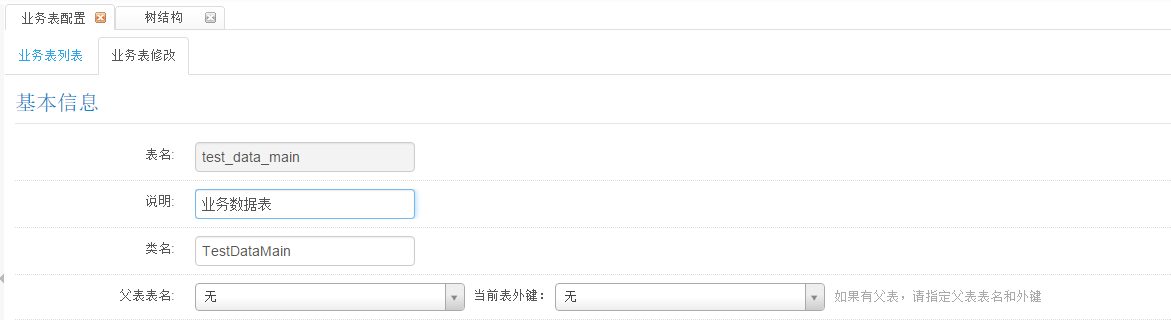 业务表配置 树结构
业务表列表 业务表修改
基本信息
表名: test_data_main
说明: 业务数据表
类名: TestDataMain
父表表名: 无 当前表外键: 无 如果有父表，请指定父表表名和外键